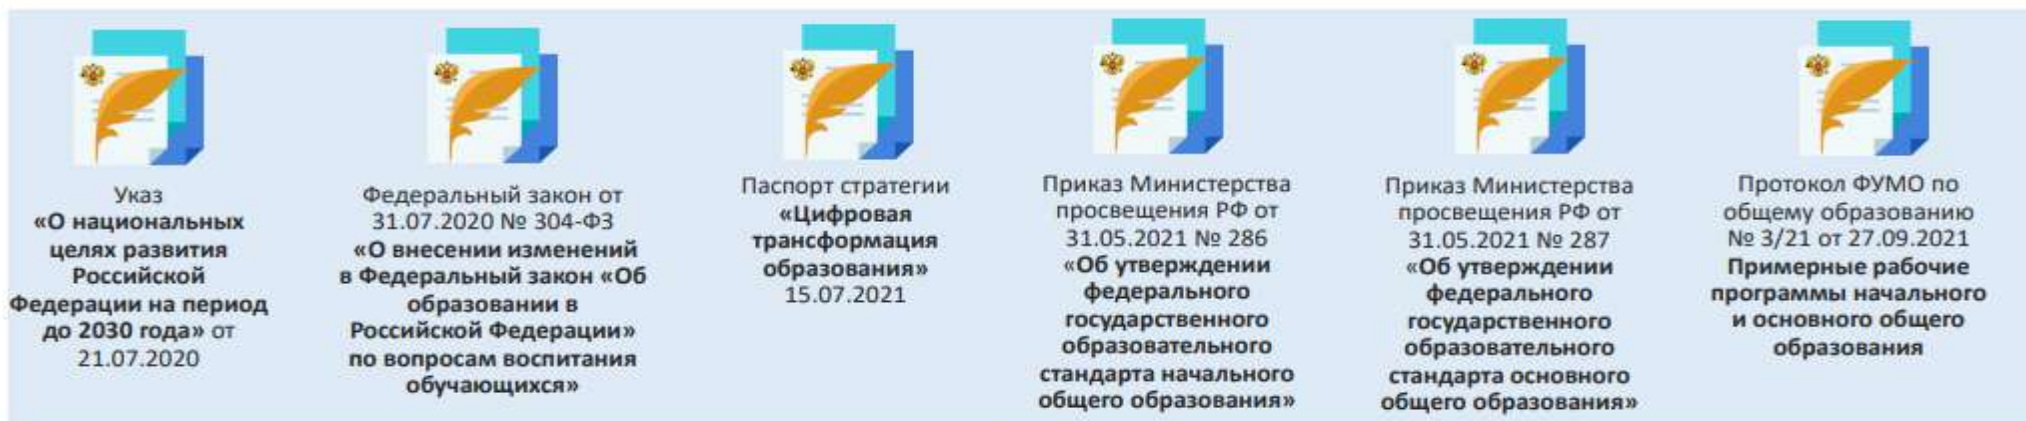 Указ
«О национальных
целях развития
Российской
Федерации на период
до 2030 года» от
21.07.2020
Федеральный закон от
31.07.2020 № 304-ФЗ
«О внесении изменений
в Федеральный закон «Об
образовании в
Российской Федерации»
по вопросам воспитания
обучающихся»
Паспорт стратегии
«Цифровая
трансформация
образования»
15.07.2021
Приказ Министерства
просвещения РФ от
31.05.2021 № 286
«Об утверждении
федерального
государственного
образовательного
стандарта начального
общего образования»
Приказ Министерства
просвещения РФ от
31.05.2021 № 287
«Об утверждении
федерального
государственного
образовательного
стандарта основного
общего образования»
Протокол ФУМО по
общему образованию
№ 3/21 от 27.09.2021
Примерные рабочие
программы начального
и основного общего
образования